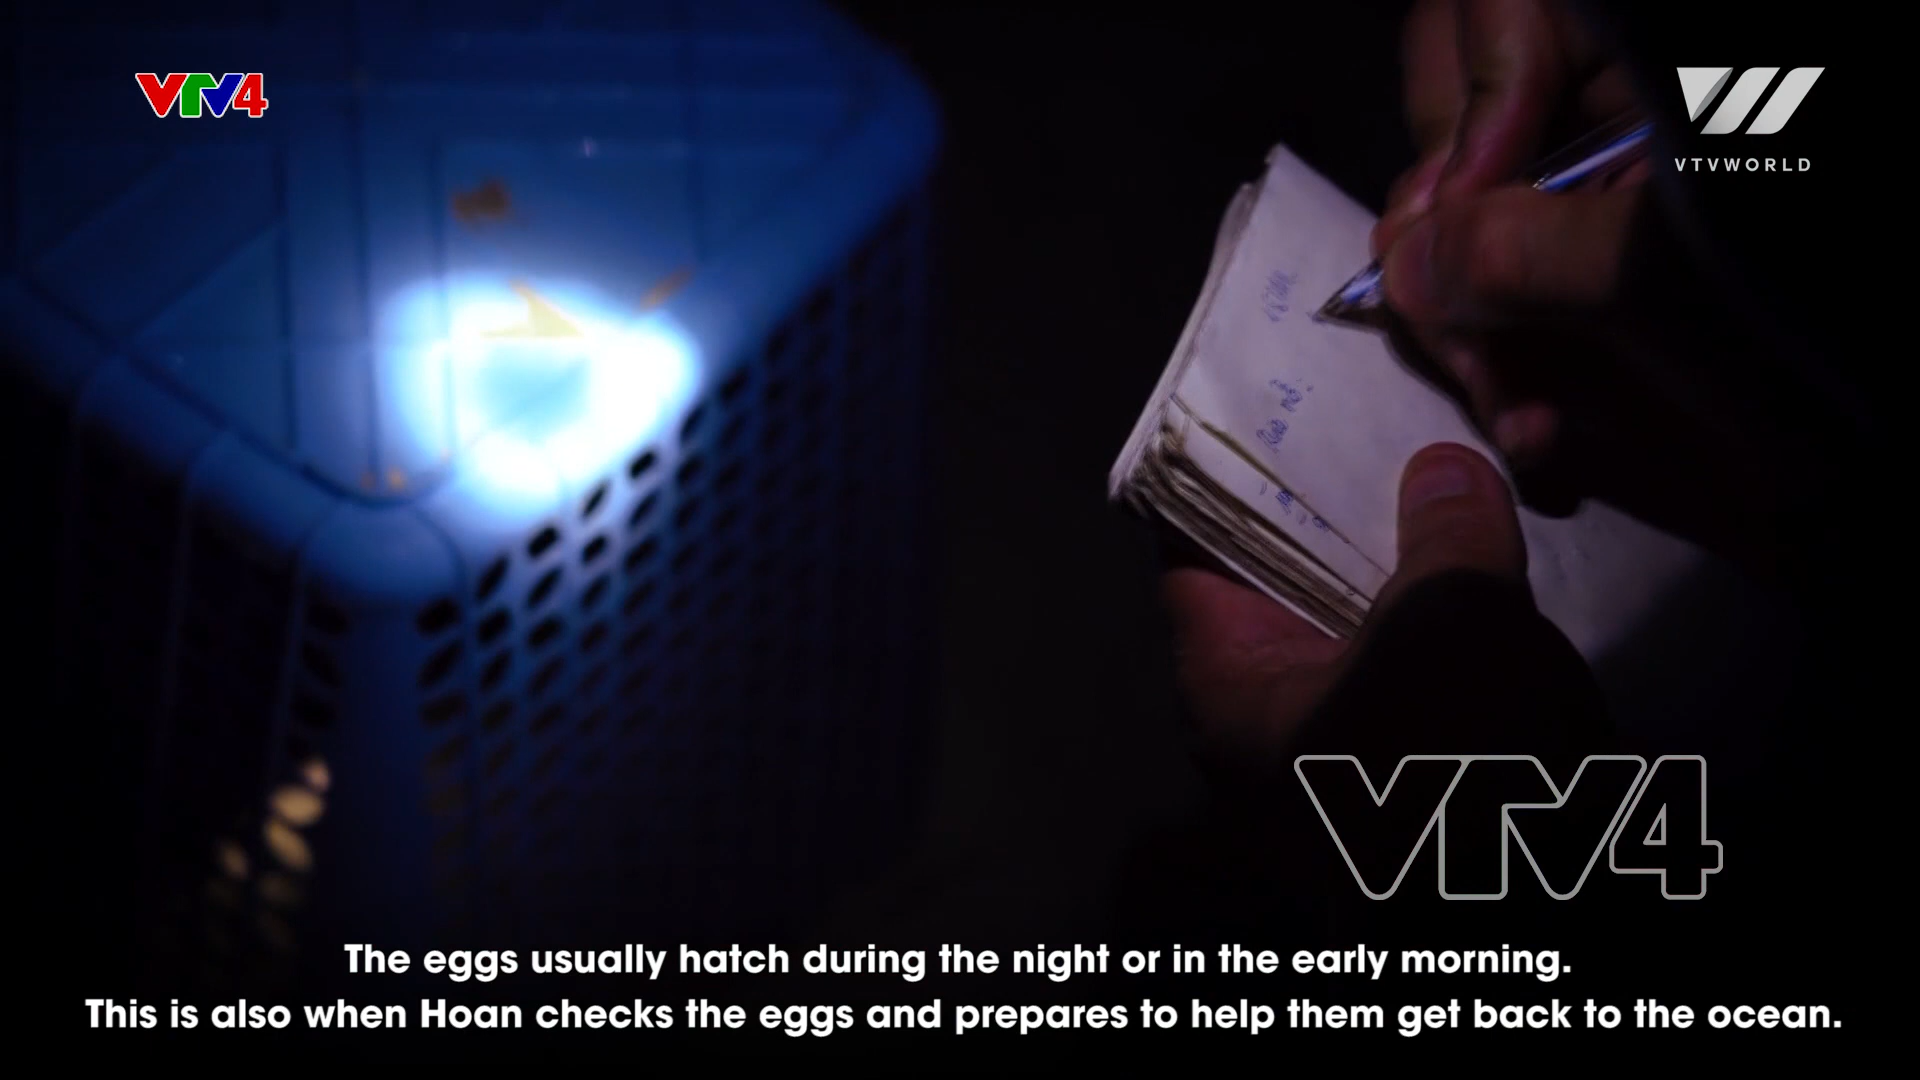 VTV4
VTVWORLD
VTV4
The eggs usually hatch during the night or in the early morning.
This is also when Hoan checks the eggs and prepares to help them get back to the ocean.